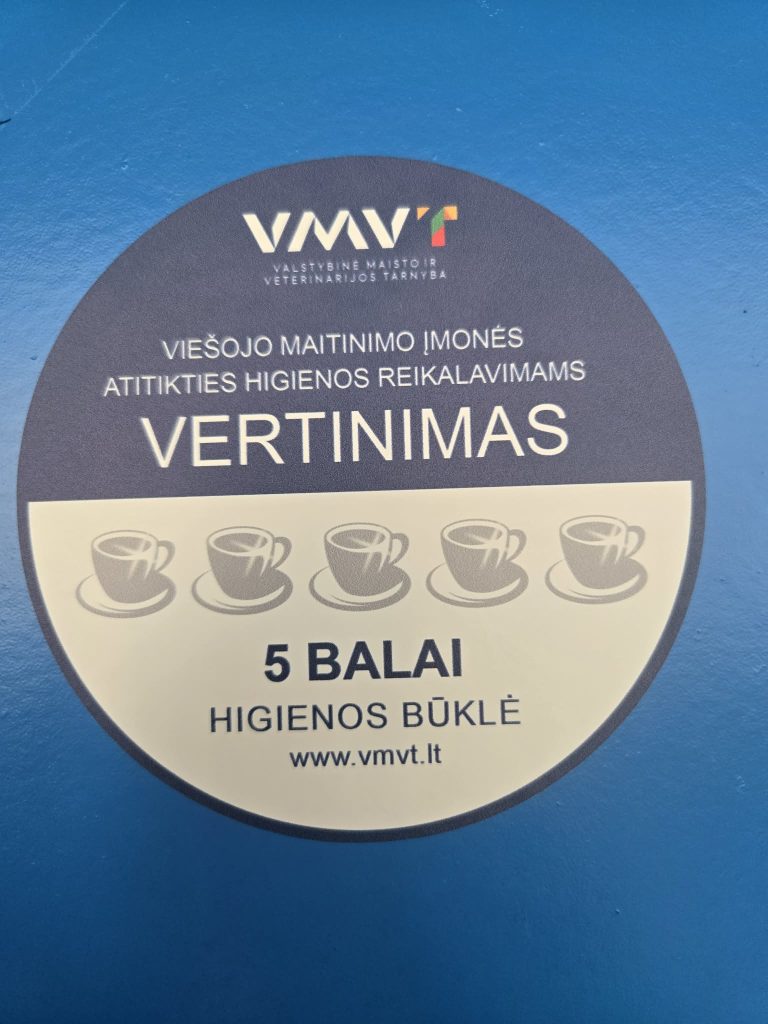 VMVT
VALSTYBINĖ MAISTO IR
VETERINARIJOS TARNYBA
VIEŠOJO MAITINIMO ĮMONĖS
ATITIKTIES HIGIENOS REIKALAVIMAMS
VERTINIMAS
5 BALAI
HIGIENOS BŪKLĖ
www.vmvt.lt